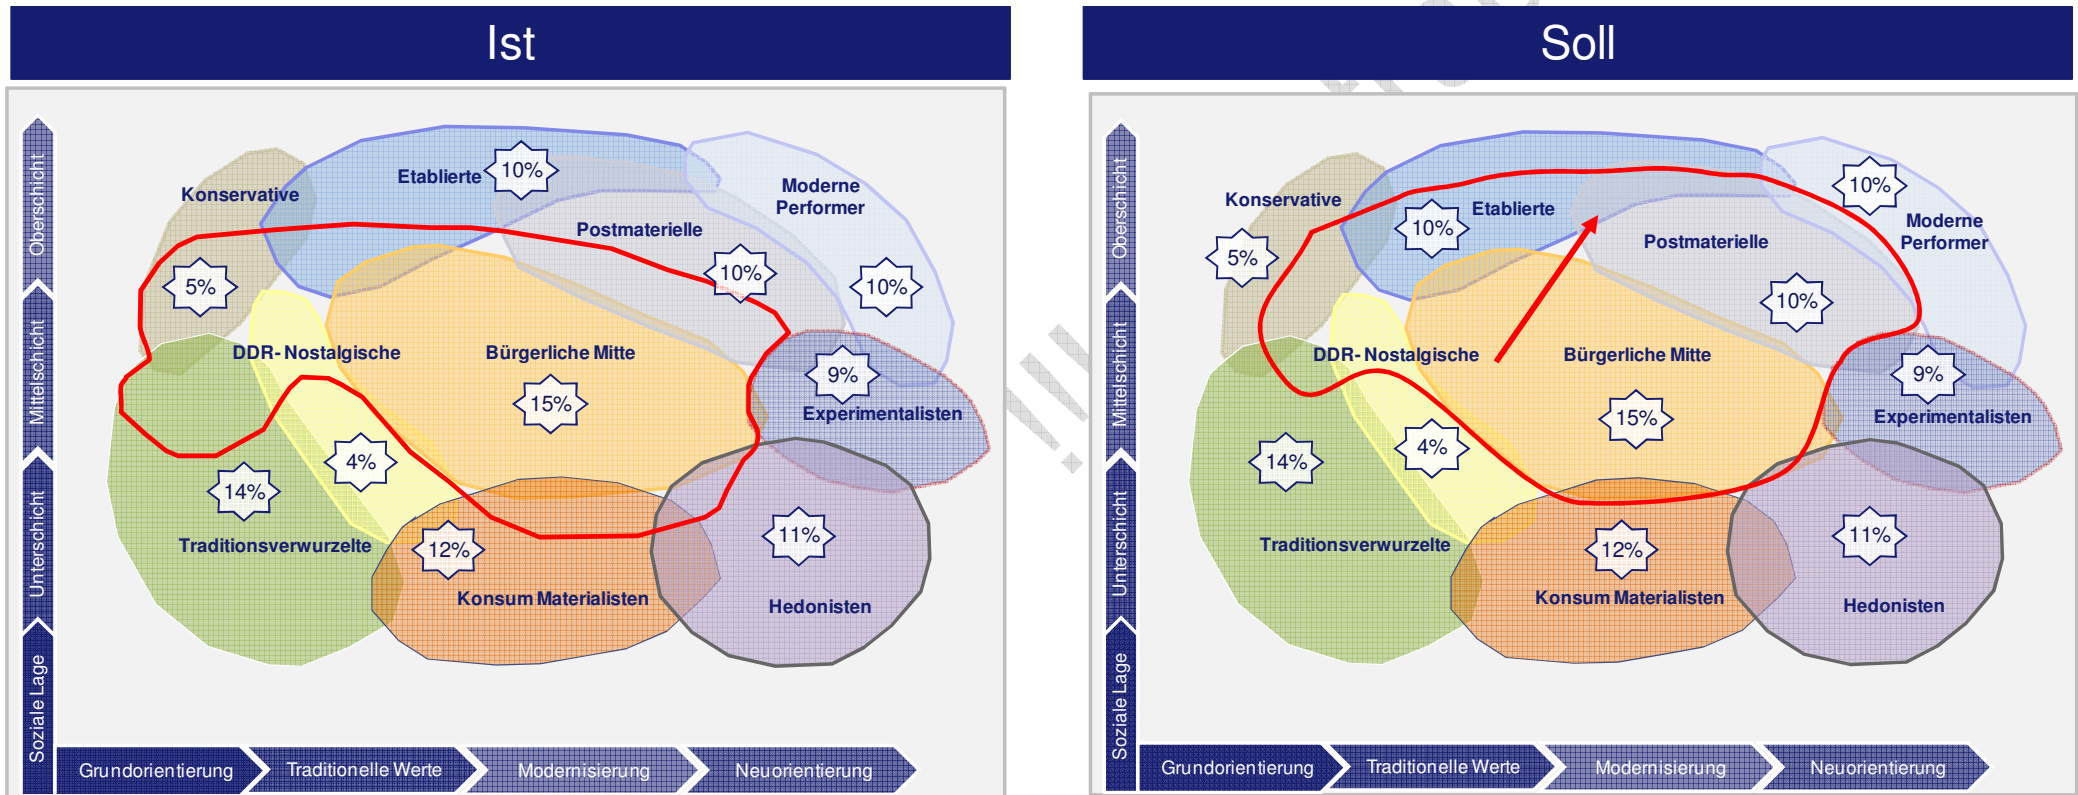 Ist
Oberschicht
Mittelschicht
Unterschicht
Soziale Lage
Konservative
5%
Etablierte
10%
Postmaterielle
10%
Moderne
Performer
10%
DDR- Nostalgische
4%
Bürgerliche Mitte
15%
9%
Experimentalisten
14%
Traditionsverwurzelte
12%
Konsum Materialisten
11%
Hedonisten
Grundorientierung
Traditionelle Werte
Modernisierung
Neuorientierung
Soll
Oberschicht
Mittelschicht
Unterschicht
Soziale Lage
Konservative
5%
Etablierte
10%
Postmaterielle
10%
10%
Moderne
Performer
DDR- Nostalgische
4%
Bürgerliche Mitte
15%
9%
Experimentalisten
14%
Traditionsverwurzelte
12%
Konsum Materialisten
11%
Hedonisten
Grundorientierung
Traditionelle Werte
Modernisierung
Neuorientierung